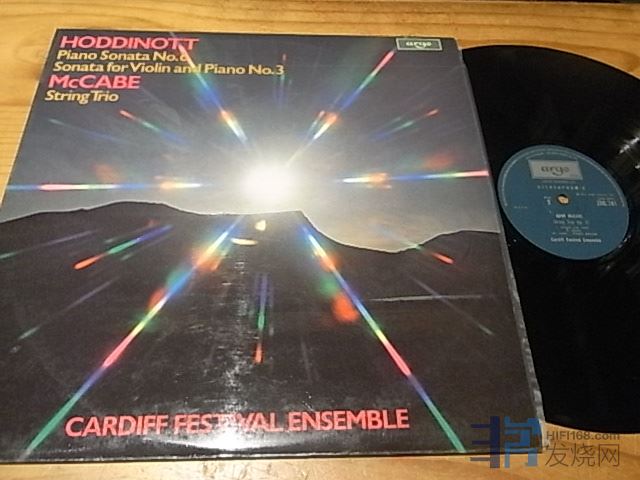 HODDINOTT
Piano Sonata No.6
Sonata for Violin and Piano No.3
McCABE
String Trio
argo
CARDIFF FESTIVAL ENSEMBLE
argo
Cardiff Festival Ensemble
HIFI168.com
发烧网